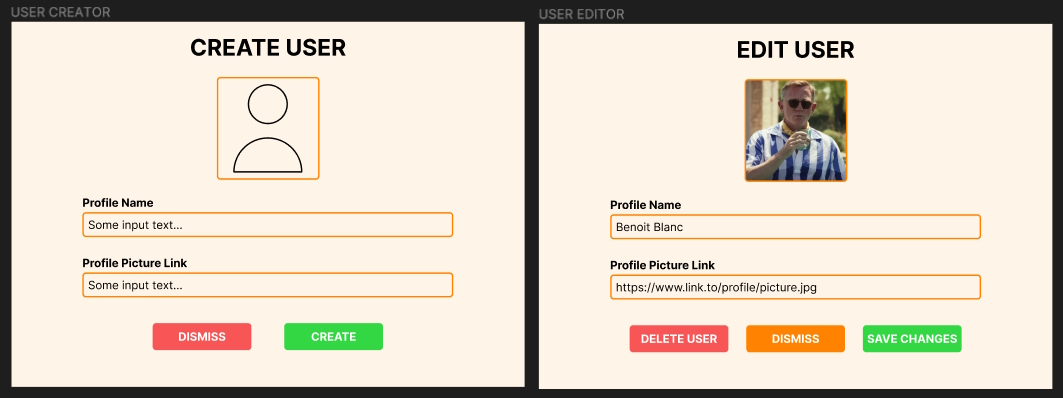 USER CREATOR
CREATE USER
Profile Name
Some input text...
Profile Picture Link
Some input text...
DISMISS
CREATE
USER EDITOR
EDIT USER
Profile Name
Benoit Blanc
Profile Picture Link
https://www.link.to/profile/picture.jpg
DELETE USER
DISMISS
SAVE CHANGES